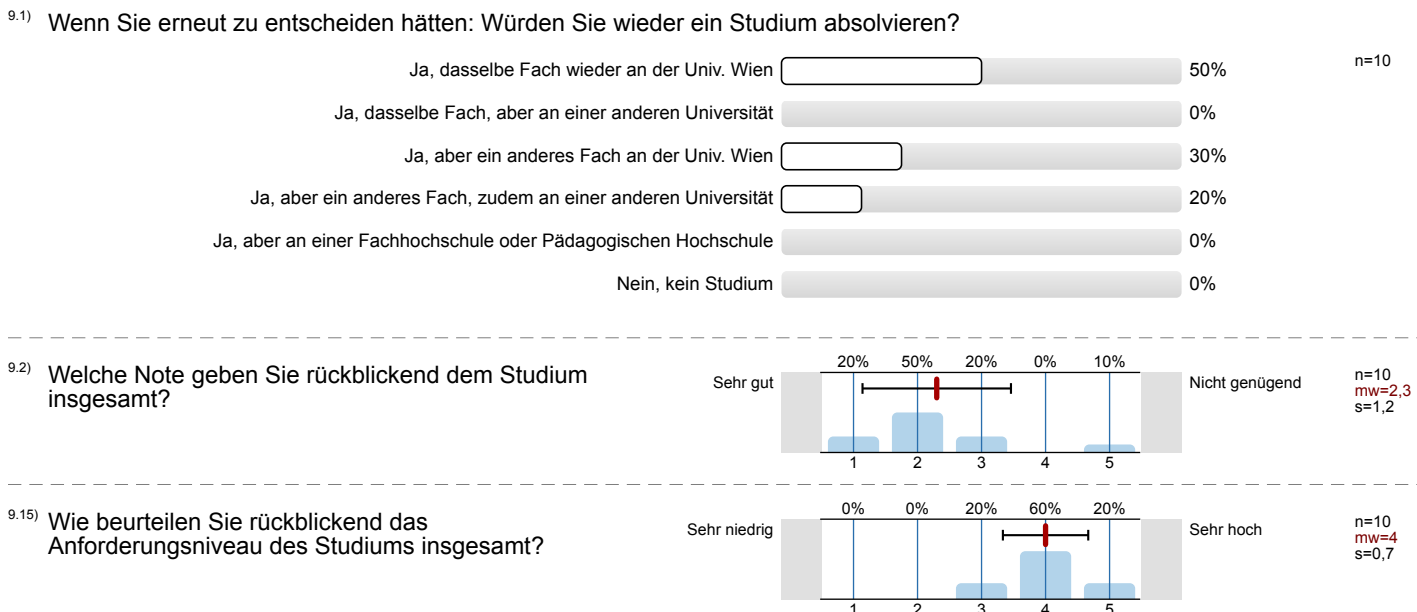 9.1) Wenn Sie erneut zu entscheiden hätten: Würden Sie wieder ein Studium absolvieren?
Ja, dasselbe Fach wieder an der Univ. Wien 50% n=10
Ja, dasselbe Fach, aber an einer anderen Universität 0%
Ja, aber ein anderes Fach an der Univ. Wien 30%
Ja, aber ein anderes Fach, zudem an einer anderen Universität 20%
Ja, aber an einer Fachhochschule oder Pädagogischen Hochschule 0%
Nein, kein Studium 0%
9.2) Welche Note geben Sie rückblickend dem Studium
insgesamt?
Sehr gut
20% 50% 20% 0% 10%
1 2 3 4 5
Nicht genügend
n=10
mw=2,3
s=1,2
9.15) Wie beurteilen Sie rückblickend das
Anforderungsniveau des Studiums insgesamt?
Sehr niedrig
0% 0% 20% 60% 20%
1 2 3 4 5
Sehr hoch
n=10
mw=4
s=0,7